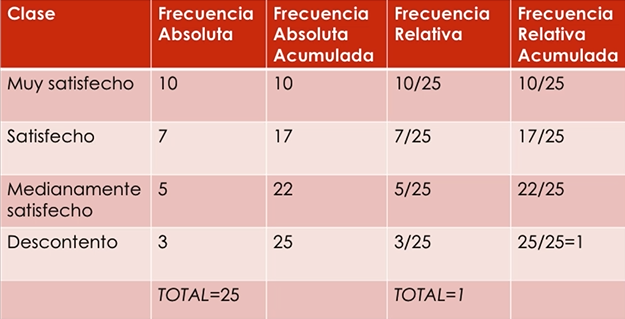 Clase Frecuencia Frecuencia Frecuencia Frecuencia
Absoluta Absoluta Relativa Relativa
Acumulada Acumulada
Muy satisfecho 10 10 10/25 10/25
Satisfecho 7 17 7/25 17/25
Medianamente 5 22 5/25 22/25
satisfecho
Descontento 3 25 3/25 25/25=1
TOTAL=25 TOTAL=1